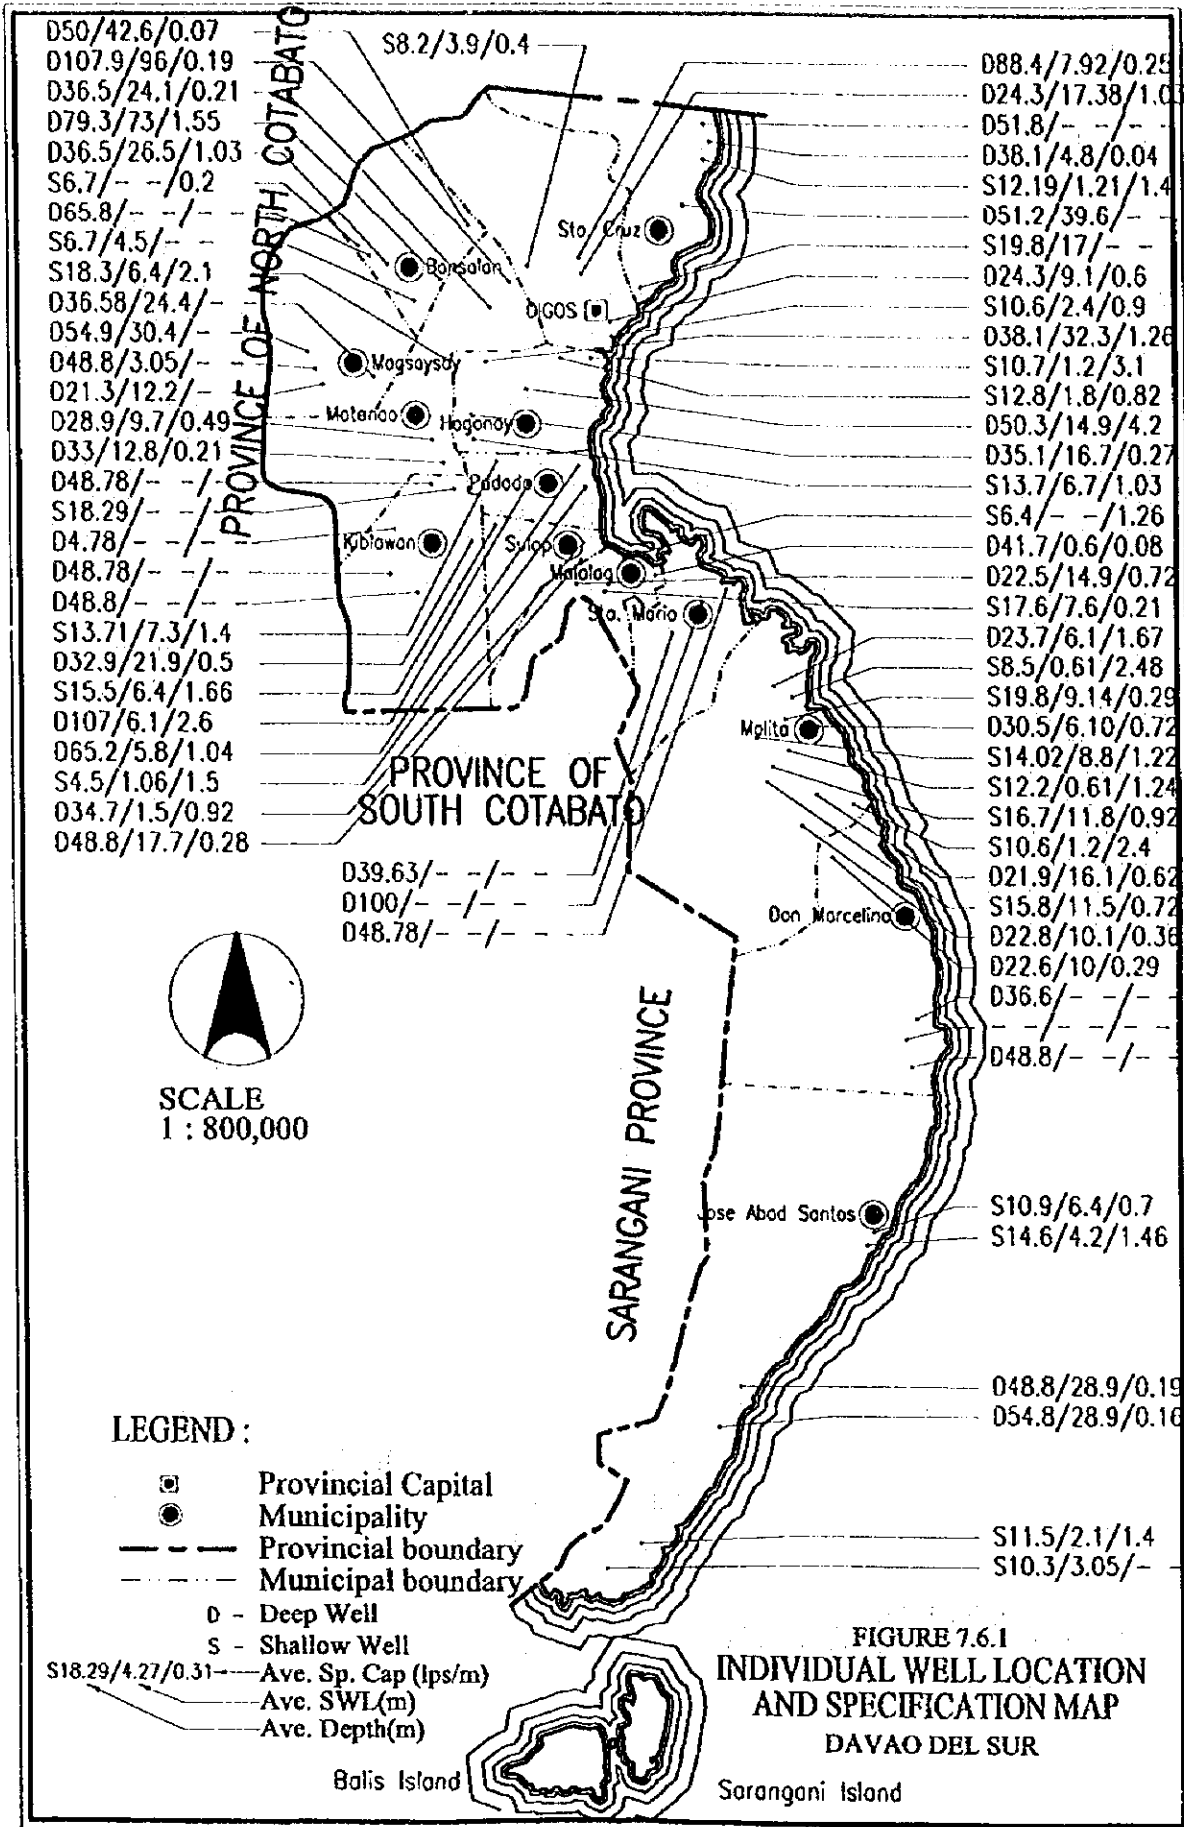 D50/42.6/0.07
D107.9/96/0.19
D36.5/24.1/0.21
D79.3/73/1.55
D36.5/26.5/1.03
S6.7/- -/0.2
D65.8/- -/- -
S6.7/4.5/- -
S18.3/6.4/2.1
D36.58/24.4/-
D54.9/30.4/-
D48.8/3.05/- -
D21.3/12.2/-
D28.9/9.7/0.49
D33/12.8/0.21
D48.78/- -/- -
S18.29/- -/- -
D4.78/- -/- -
D48.78/- -/- -
D48.8/- -/- -
S13.71/7.3/1.4
D32.9/21.9/0.5
S15.5/6.4/1.66
D107/6.1/2.6
D65.2/5.8/1.04
S4.5/1.06/1.5
D34.7/1.5/0.92
D48.8/17.7/0.28
S8.2/3.9/0.4
D39.63/- -/- -
D100/- -/- -
D48.78/- -/- -
D88.4/7.92/0.25
D24.3/17.38/1.03
D51.8/- -/- -
D38.1/4.8/0.04
S12.19/1.21/1.4
D51.2/39.6/- -
S19.8/17/- -
D24.3/9.1/0.6
S10.6/2.4/0.9
D38.1/32.3/1.26
S10.7/1.2/3.1
S12.8/1.8/0.82
D50.3/14.9/4.2
D35.1/16.7/0.27
S13.7/6.7/1.03
S6.4/- -/1.26
D41.7/0.6/0.08
D22.5/14.9/0.72
S17.6/7.6/0.21
D23.7/6.1/1.67
S8.5/0.61/2.48
S19.8/9.14/0.29
D30.5/6.10/0.72
S14.02/8.8/1.22
S12.2/0.61/1.24
S16.7/11.8/0.92
S10.6/1.2/2.4
D21.9/16.1/0.62
S15.8/11.5/0.72
D22.8/10.1/0.36
D22.6/10/0.29
D36.6/- -/- -
- -/- -/- -
D48.8/- -/- -
S10.9/6.4/0.7
S14.6/4.2/1.46
D48.8/28.9/0.19
D54.8/28.9/0.16
S11.5/2.1/1.4
S10.3/3.05/- -
PROVINCE OF NORTH COTABATO
Sta. Cruz
Bansalan
DIGOS
Magsaysay
Matanao
Hagonoy
Padada
Kiblawan
Sulop
Malalag
Sta. Maria
Malita
Don Marcelino
Jose Abad Santos
PROVINCE OF
SOUTH COTABATO
SARANGANI PROVINCE
SCALE
1 : 800,000
LEGEND :
Provincial Capital
Municipality
Provincial boundary
Municipal boundary
D - Deep Well
S - Shallow Well
S18.29/4.27/0.31 Ave. Sp. Cap (lps/m)
Ave. SWL(m)
Ave. Depth(m)
Balis Island
Sarangani Island
FIGURE 7.6.1
INDIVIDUAL WELL LOCATION
AND SPECIFICATION MAP
DAVAO DEL SUR